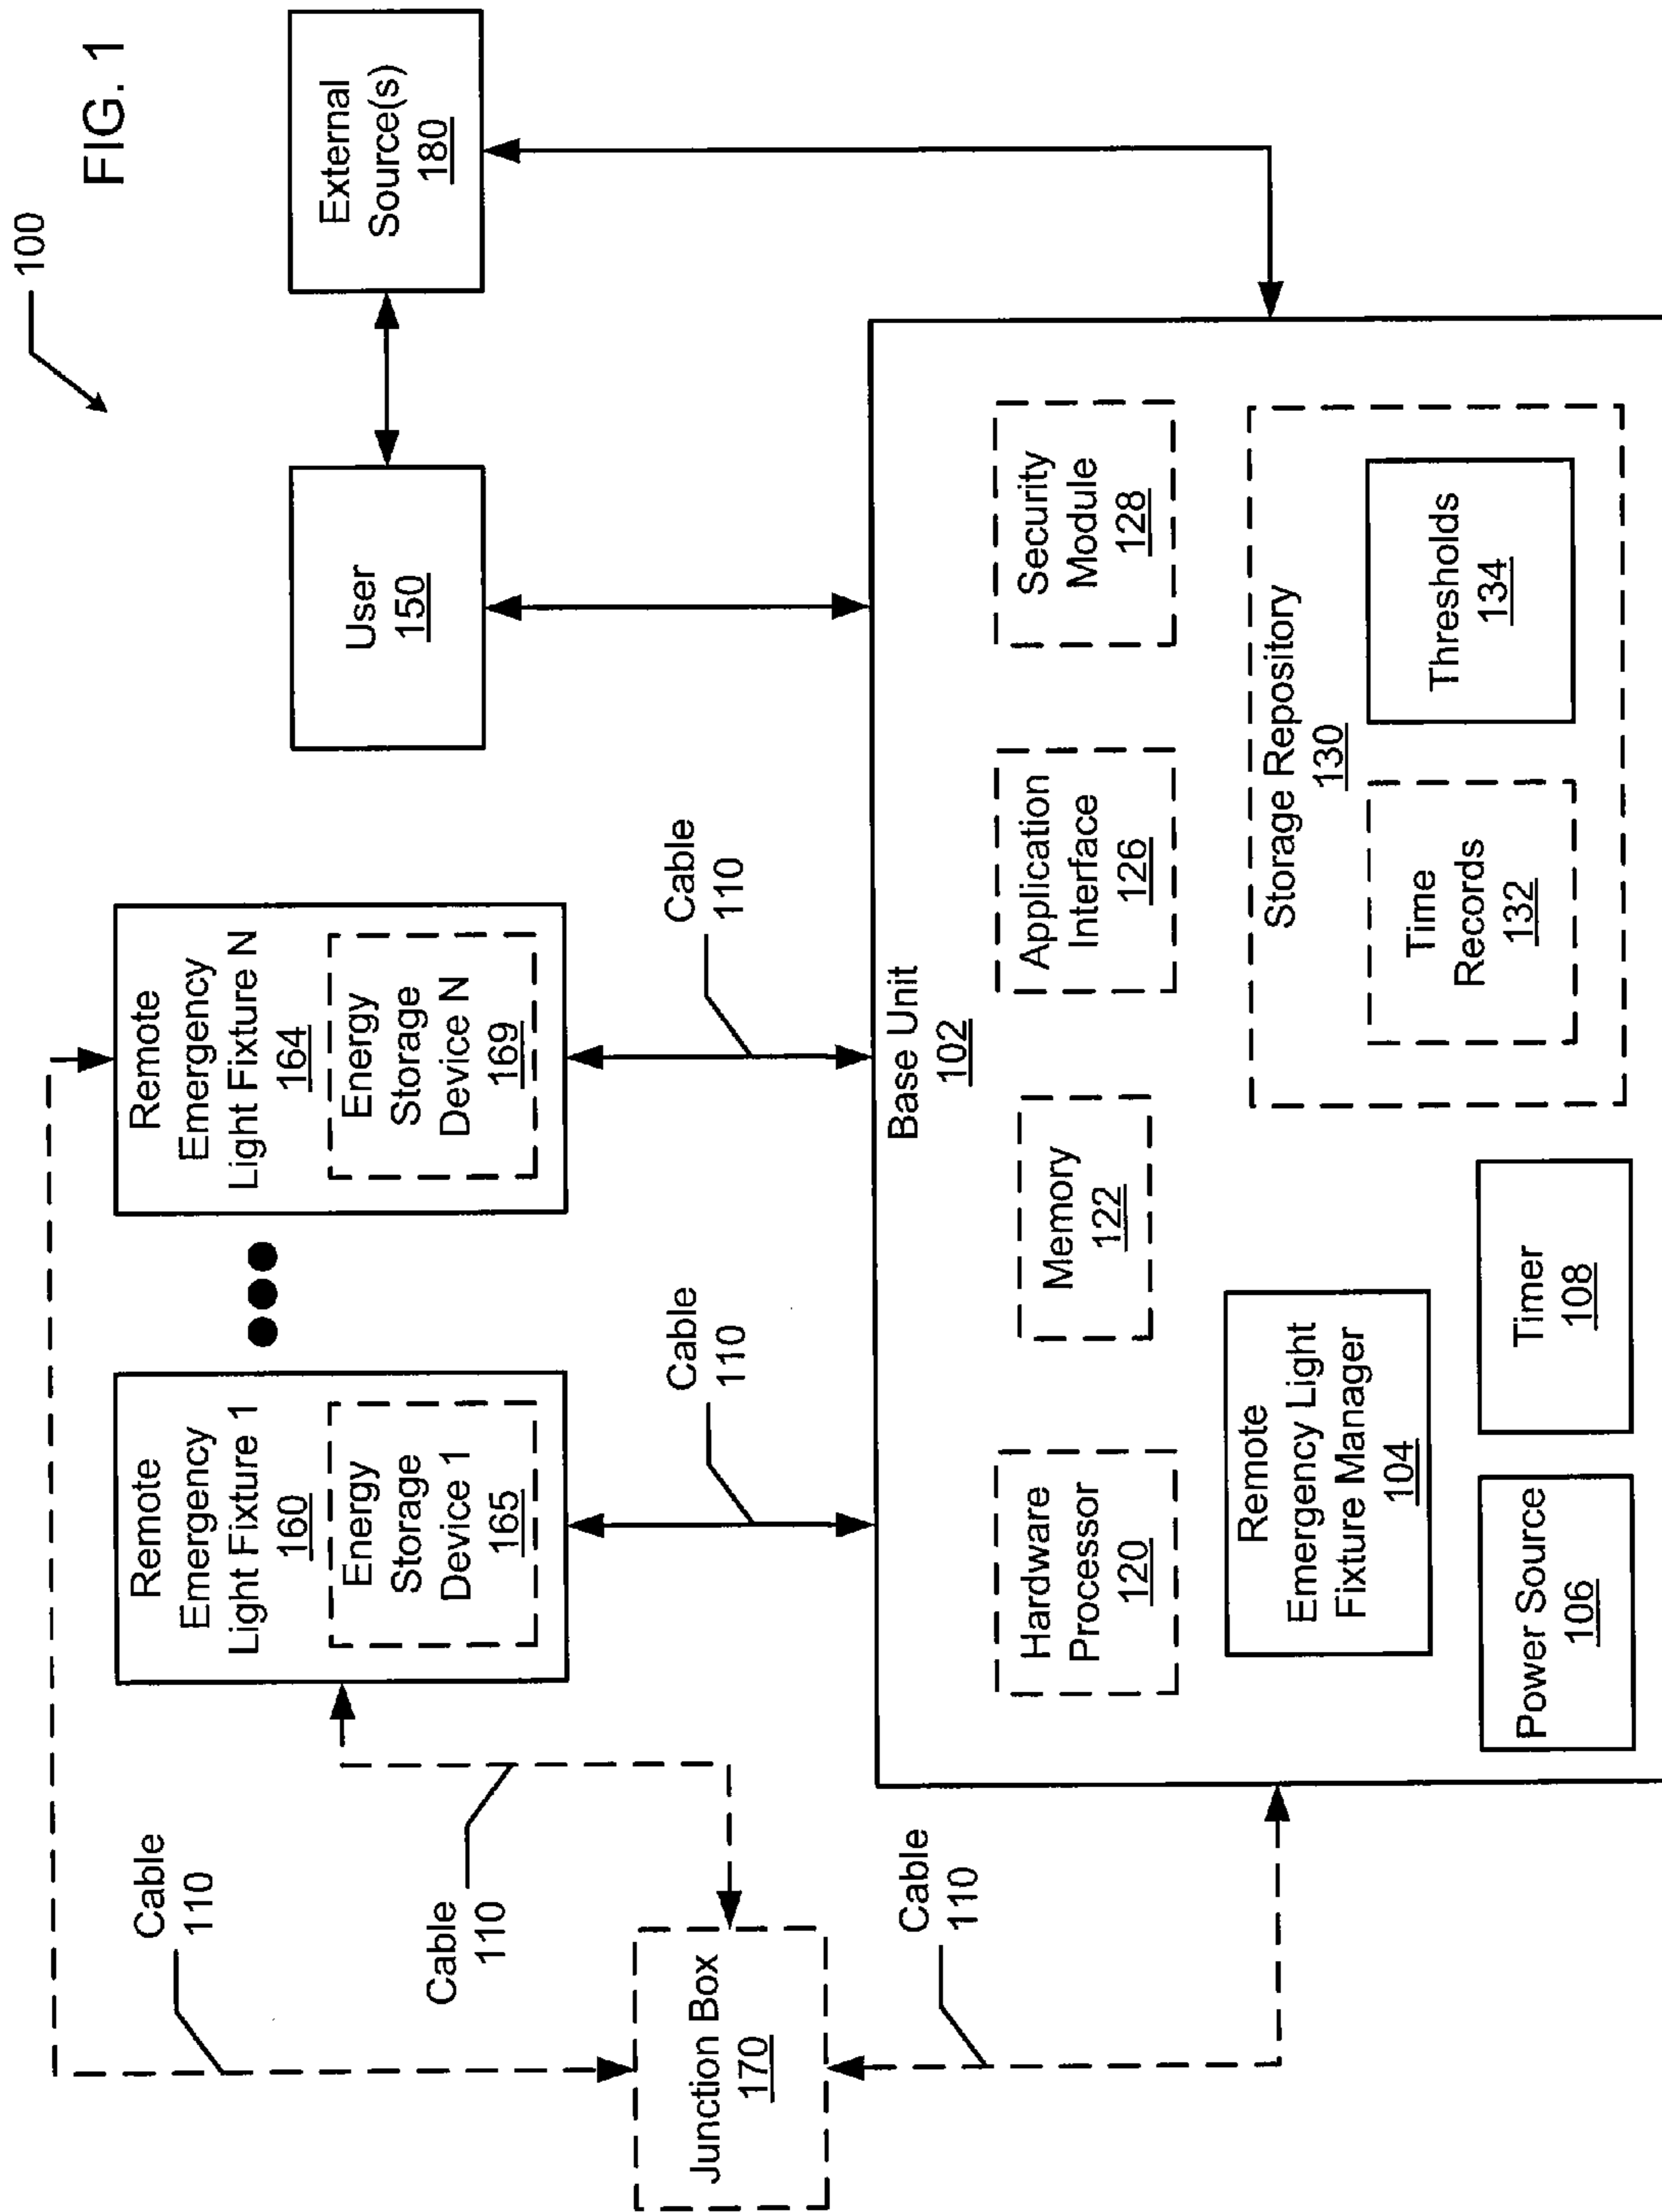 FIG. 1
100
Remote
Emergency
Light Fixture 1
160
Energy
Storage
Device 1
165
Remote
Emergency
Light Fixture N
164
Energy
Storage
Device N
169
User
150
External
Source(s)
180
Cable
110
Cable
110
Junction Box
170
Cable
110
Cable
110
Cable
110
Base Unit
102
Hardware
Processor
120
Memory
122
Application
Interface
126
Security
Module
128
Remote
Emergency Light
Fixture Manager
104
Power Source
106
Timer
108
Storage Repository
130
Time
Records
132
Thresholds
134